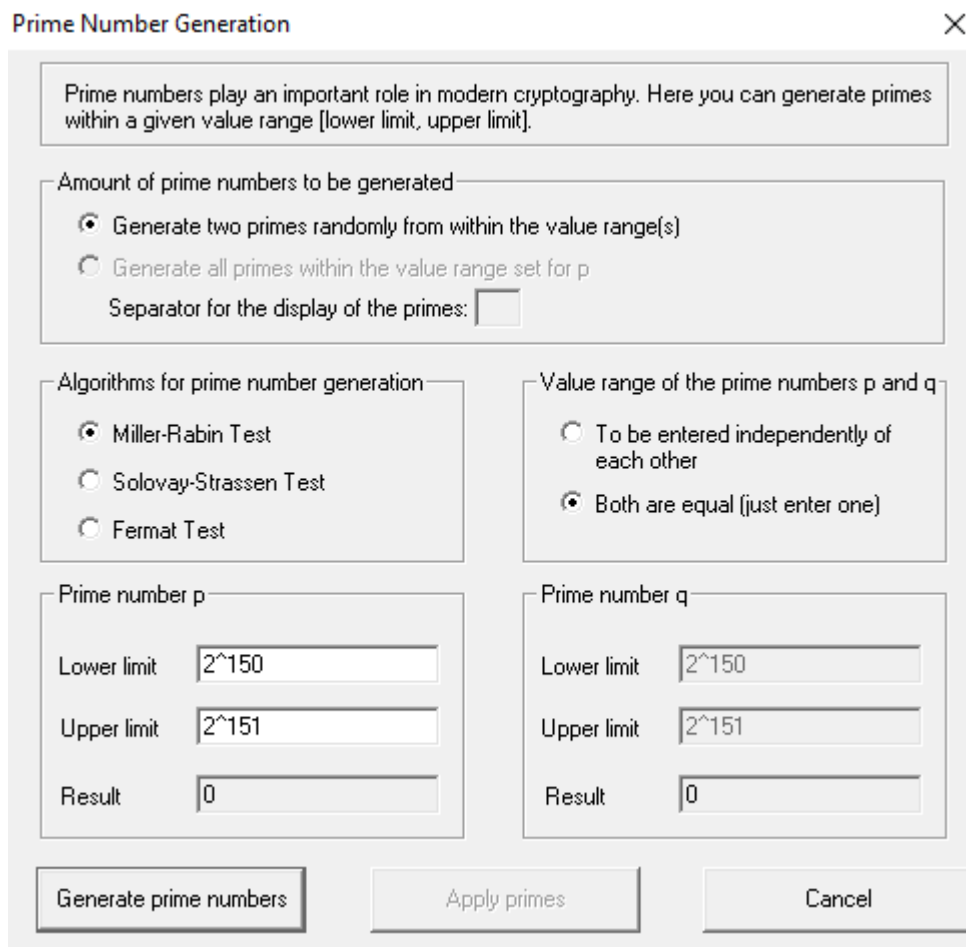 Prime Number Generation
Prime numbers play an important role in modern cryptography. Here you can generate primes
within a given value range [lower limit, upper limit].
Amount of prime numbers to be generated
Generate two primes randomly from within the value range(s)
Generate all primes within the value range set for p
Separator for the display of the primes:
Algorithms for prime number generation
Miller-Rabin Test
Solovay-Strassen Test
Fermat Test
Value range of the prime numbers p and q
To be entered independently of
each other
Both are equal (just enter one)
Prime number p
Lower limit 2^150
Upper limit 2^151
Result 0
Prime number q
Lower limit 2^150
Upper limit 2^151
Result 0
Generate prime numbers
Apply primes
Cancel